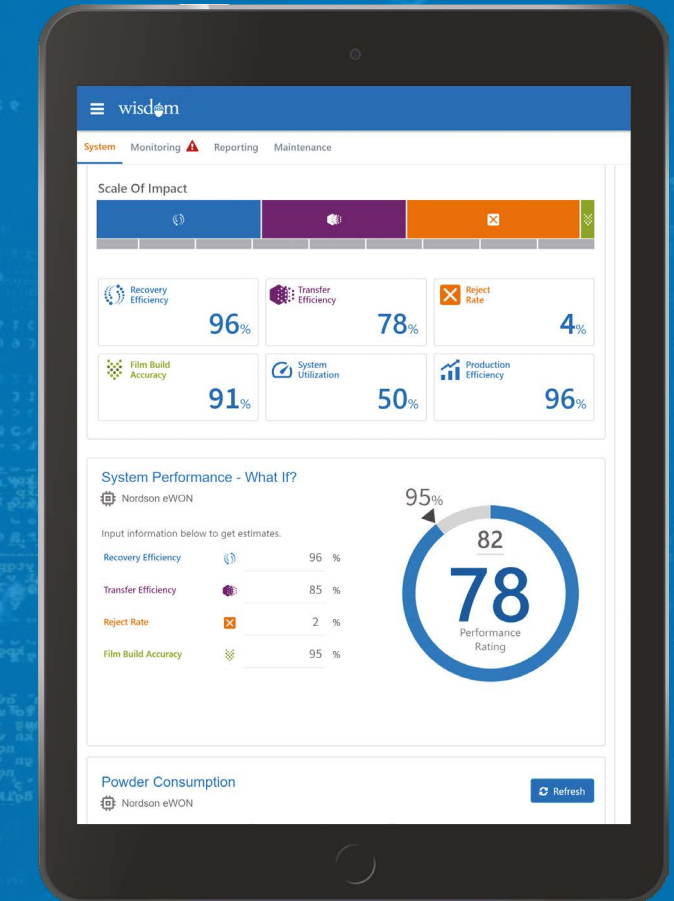 wisdom
System Monitoring Reporting Maintenance
Scale Of Impact
Recovery
Efficiency
96%
Transfer
Efficiency
78%
Reject
Rate
4%
Film Build
Accuracy
91%
System
Utilization
50%
Production
Efficiency
96%
System Performance - What If?
Nordson eWON
Input information below to get estimates.
Recovery Efficiency 96 %
Transfer Efficiency 85 %
Reject Rate 2 %
Film Build Accuracy 95 %
95%
82
78
Performance
Rating
Powder Consumption
Nordson eWON
Refresh